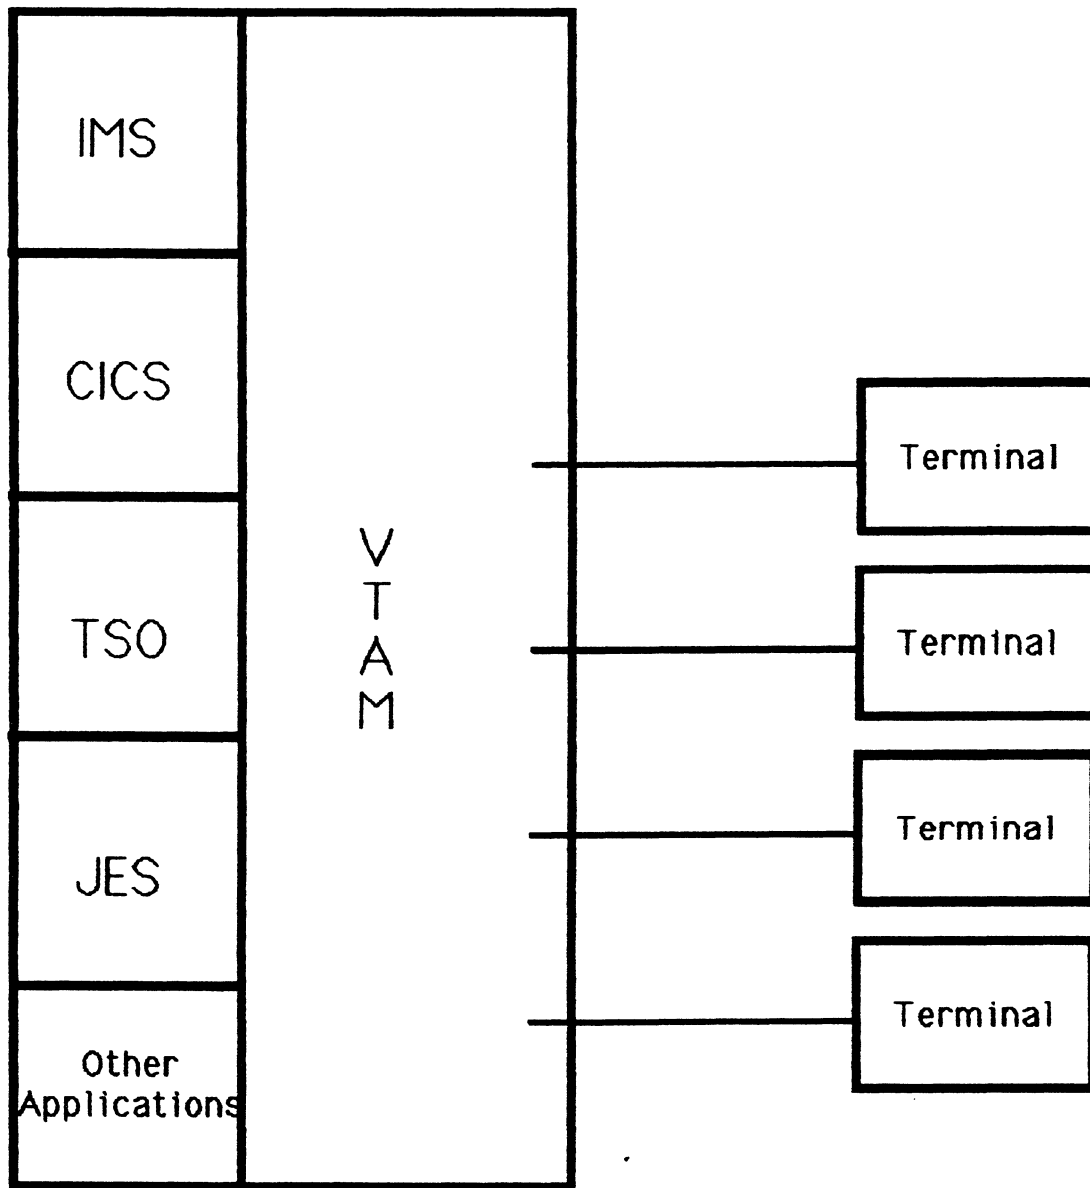 IMS
CICS
TSO
JES
Other
Applications
V
T
A
M
Terminal
Terminal
Terminal
Terminal